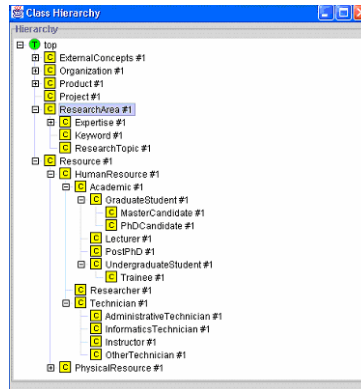 Class Hierarchy
Hierarchy
T top
C ExternalConcepts #1
C Organization #1
C Product #1
C Project #1
C ResearchArea #1
C Expertise #1
C Keyword #1
C ResearchTopic #1
C Resource #1
C HumanResource #1
C Academic #1
C GraduateStudent #1
C MasterCandidate #1
C PhDCandidate #1
C Lecturer #1
C PostPhD #1
C UndergraduateStudent #1
C Trainee #1
C Researcher #1
C Technician #1
C AdministrativeTechnician #1
C InformaticsTechnician #1
C Instructor #1
C OtherTechnician #1
C PhysicalResource #1